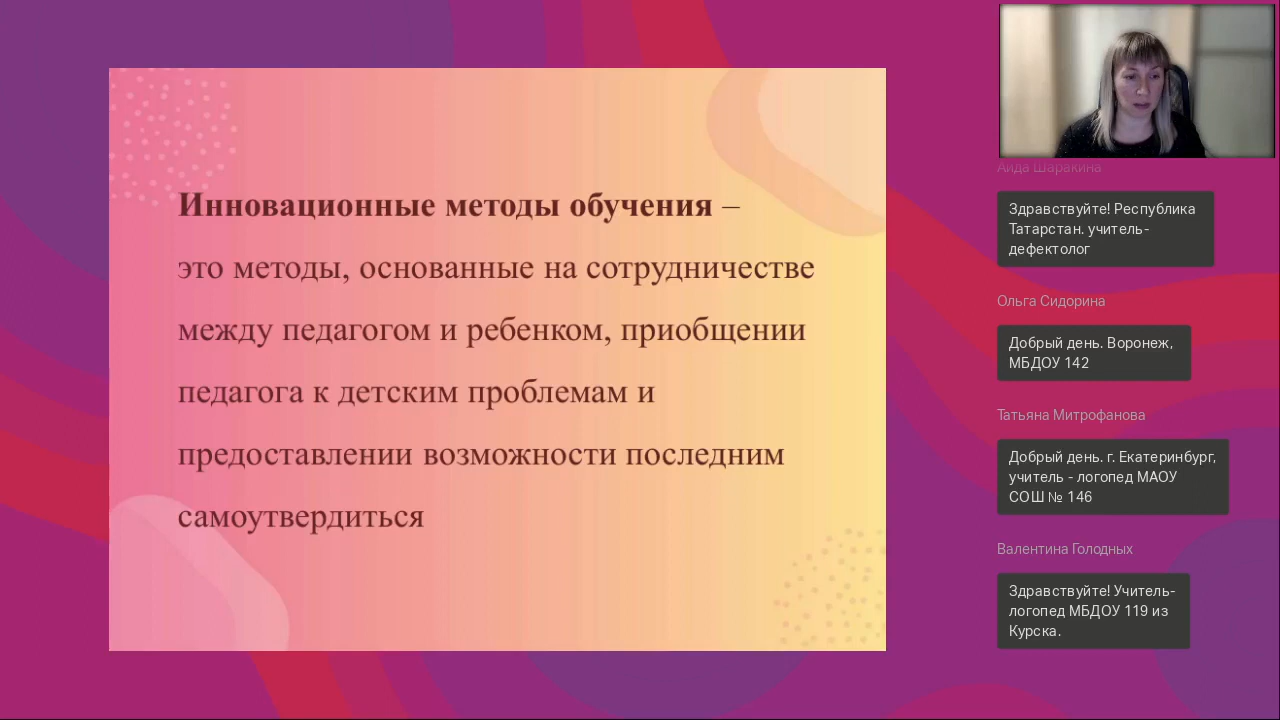 Инновационные методы обучения –
это методы, основанные на сотрудничестве
между педагогом и ребенком, приобщении
педагога к детским проблемам и
предоставлении возможности последним
самоутвердиться
Аида Шаракина
Здравствуйте! Республика
Татарстан. учитель-
дефектолог
Ольга Сидорина
Добрый день. Воронеж,
МБДОУ 142
Татьяна Митрофанова
Добрый день. г. Екатеринбург,
учитель - логопед МАОУ
СОШ № 146
Валентина Голодных
Здравствуйте! Учитель-
логопед МБДОУ 119 из
Курска.